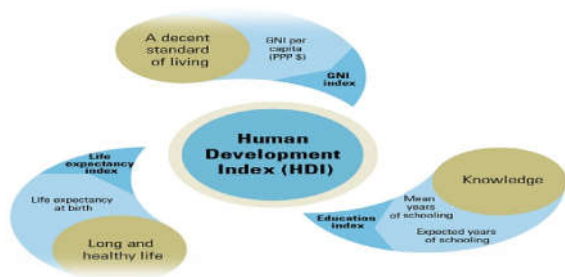 A decent
standard
of living
GNI per
capita
(PPP $)
GNI
index
Human
Development
Index (HDI)
Life
expectancy
index
Life expectancy
at birth
Long and
healthy life
Knowledge
Mean
years
of schooling
Education
index
Expected years
of schooling